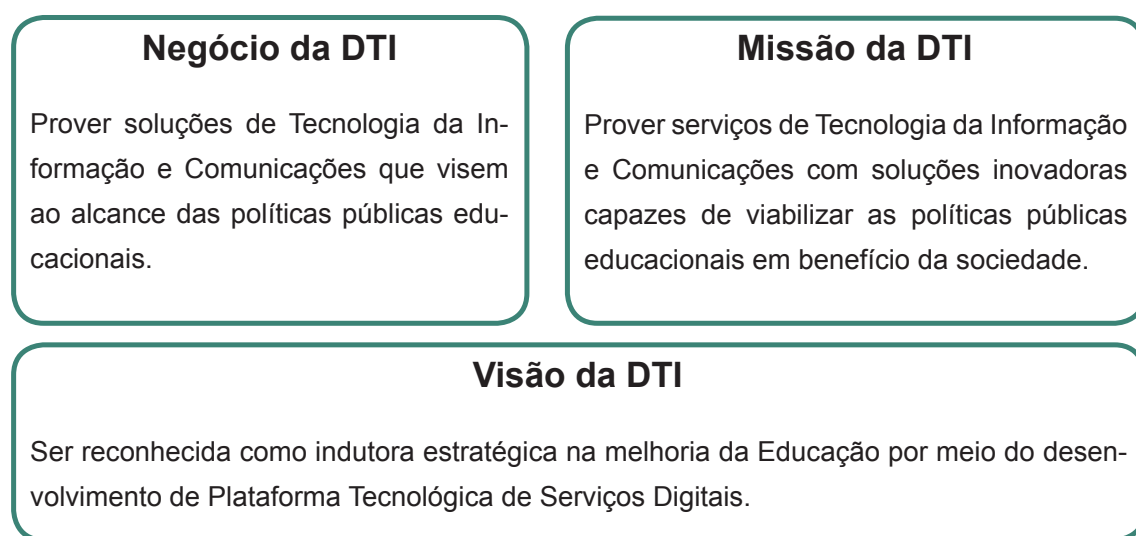 Negócio da DTI
Prover soluções de Tecnologia da In-
formação e Comunicações que visem
ao alcance das políticas públicas edu-
cacionais.
Missão da DTI
Prover serviços de Tecnologia da Informação
e Comunicações com soluções inovadoras
capazes de viabilizar as políticas públicas
educacionais em benefício da sociedade.
Visão da DTI
Ser reconhecida como indutora estratégica na melhoria da Educação por meio do desen-
volvimento de Plataforma Tecnológica de Serviços Digitais.